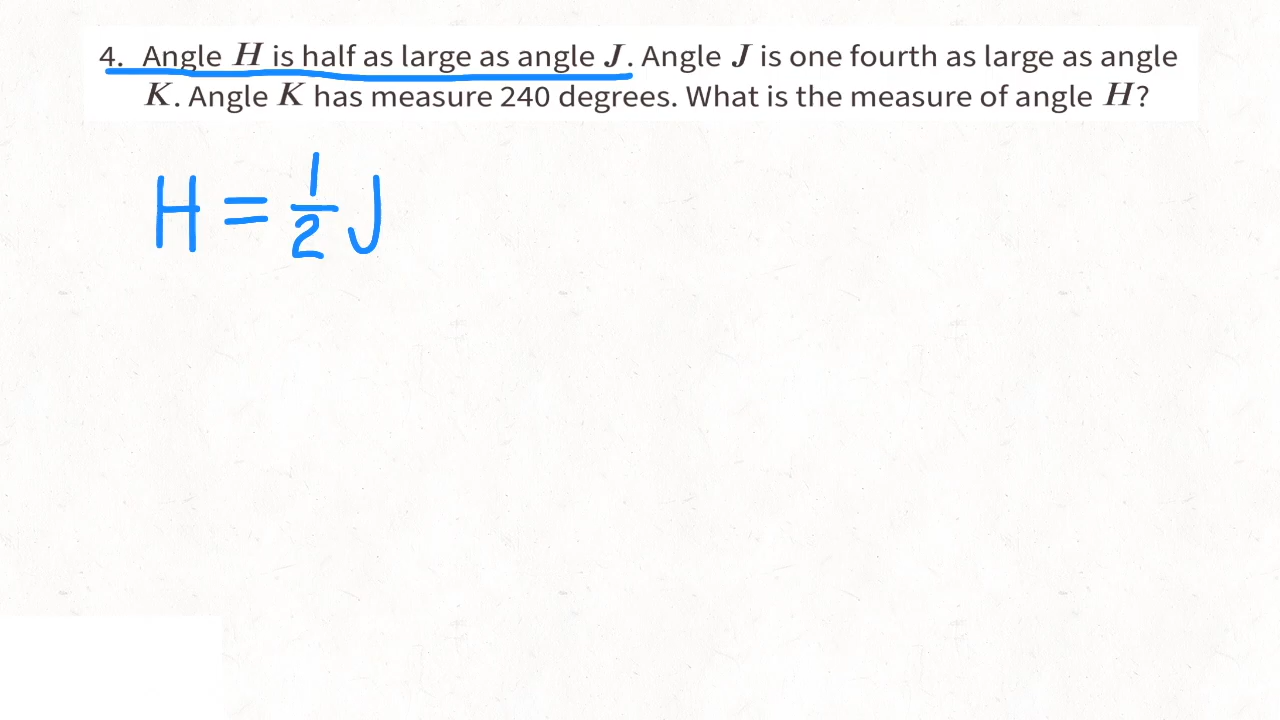 4. Angle H is half as large as angle J. Angle J is one fourth as large as angle
K. Angle K has measure 240 degrees. What is the measure of angle H?
H = 1/2 J